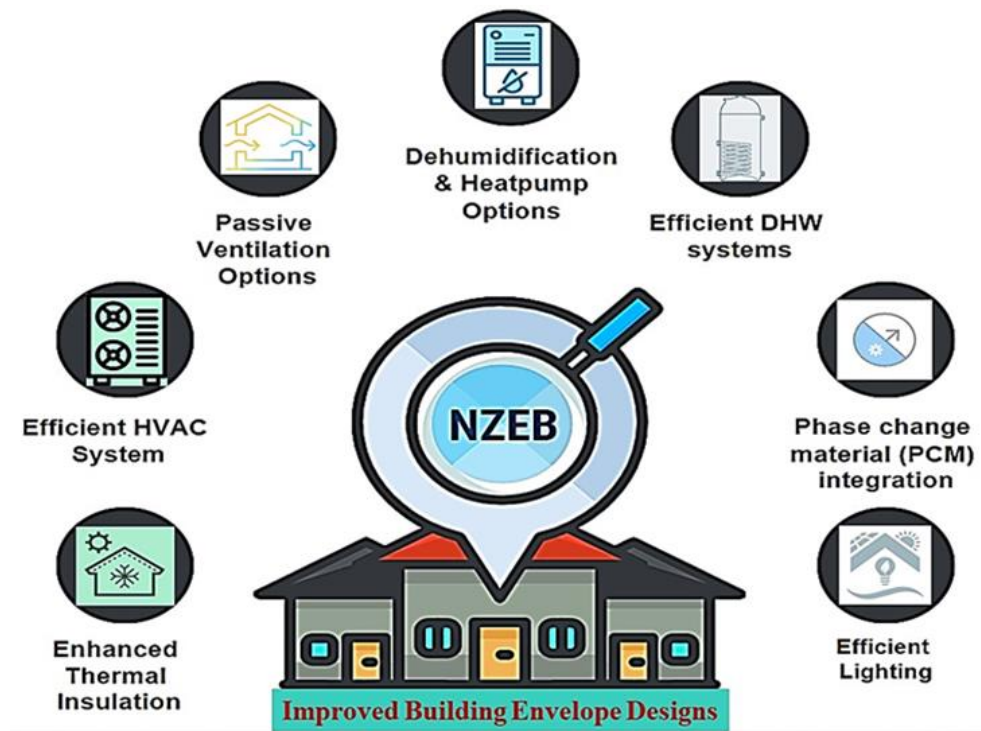 Dehumidification
& Heatpump
Options
Passive
Ventilation
Options
Efficient DHW
systems
Efficient HVAC
System
NZEB
Phase change
material (PCM)
integration
Enhanced
Thermal
Insulation
Efficient
Lighting
Improved Building Envelope Designs